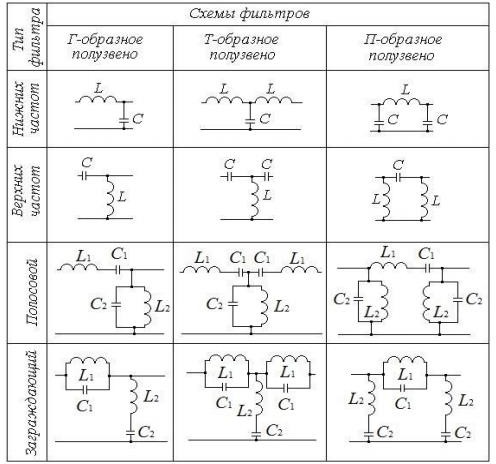 Тип фильтра
Схемы фильтров
Г-образное полузвено
Т-образное полузвено
П-образное полузвено
Нижних частот
L
C
L L
C
L
C C
Верхних частот
C
L
C C
L
C
L L
Полосовой
L1 C1
C2 L2
L1 C1 C1 L1
C2 L2
L1 C1
C2 L2 L2 C2
Заграждающий
L1
C1
L2
C2
L1 L1
C1 C1
L2
C2
L1
C1
L2 L2
C2 C2